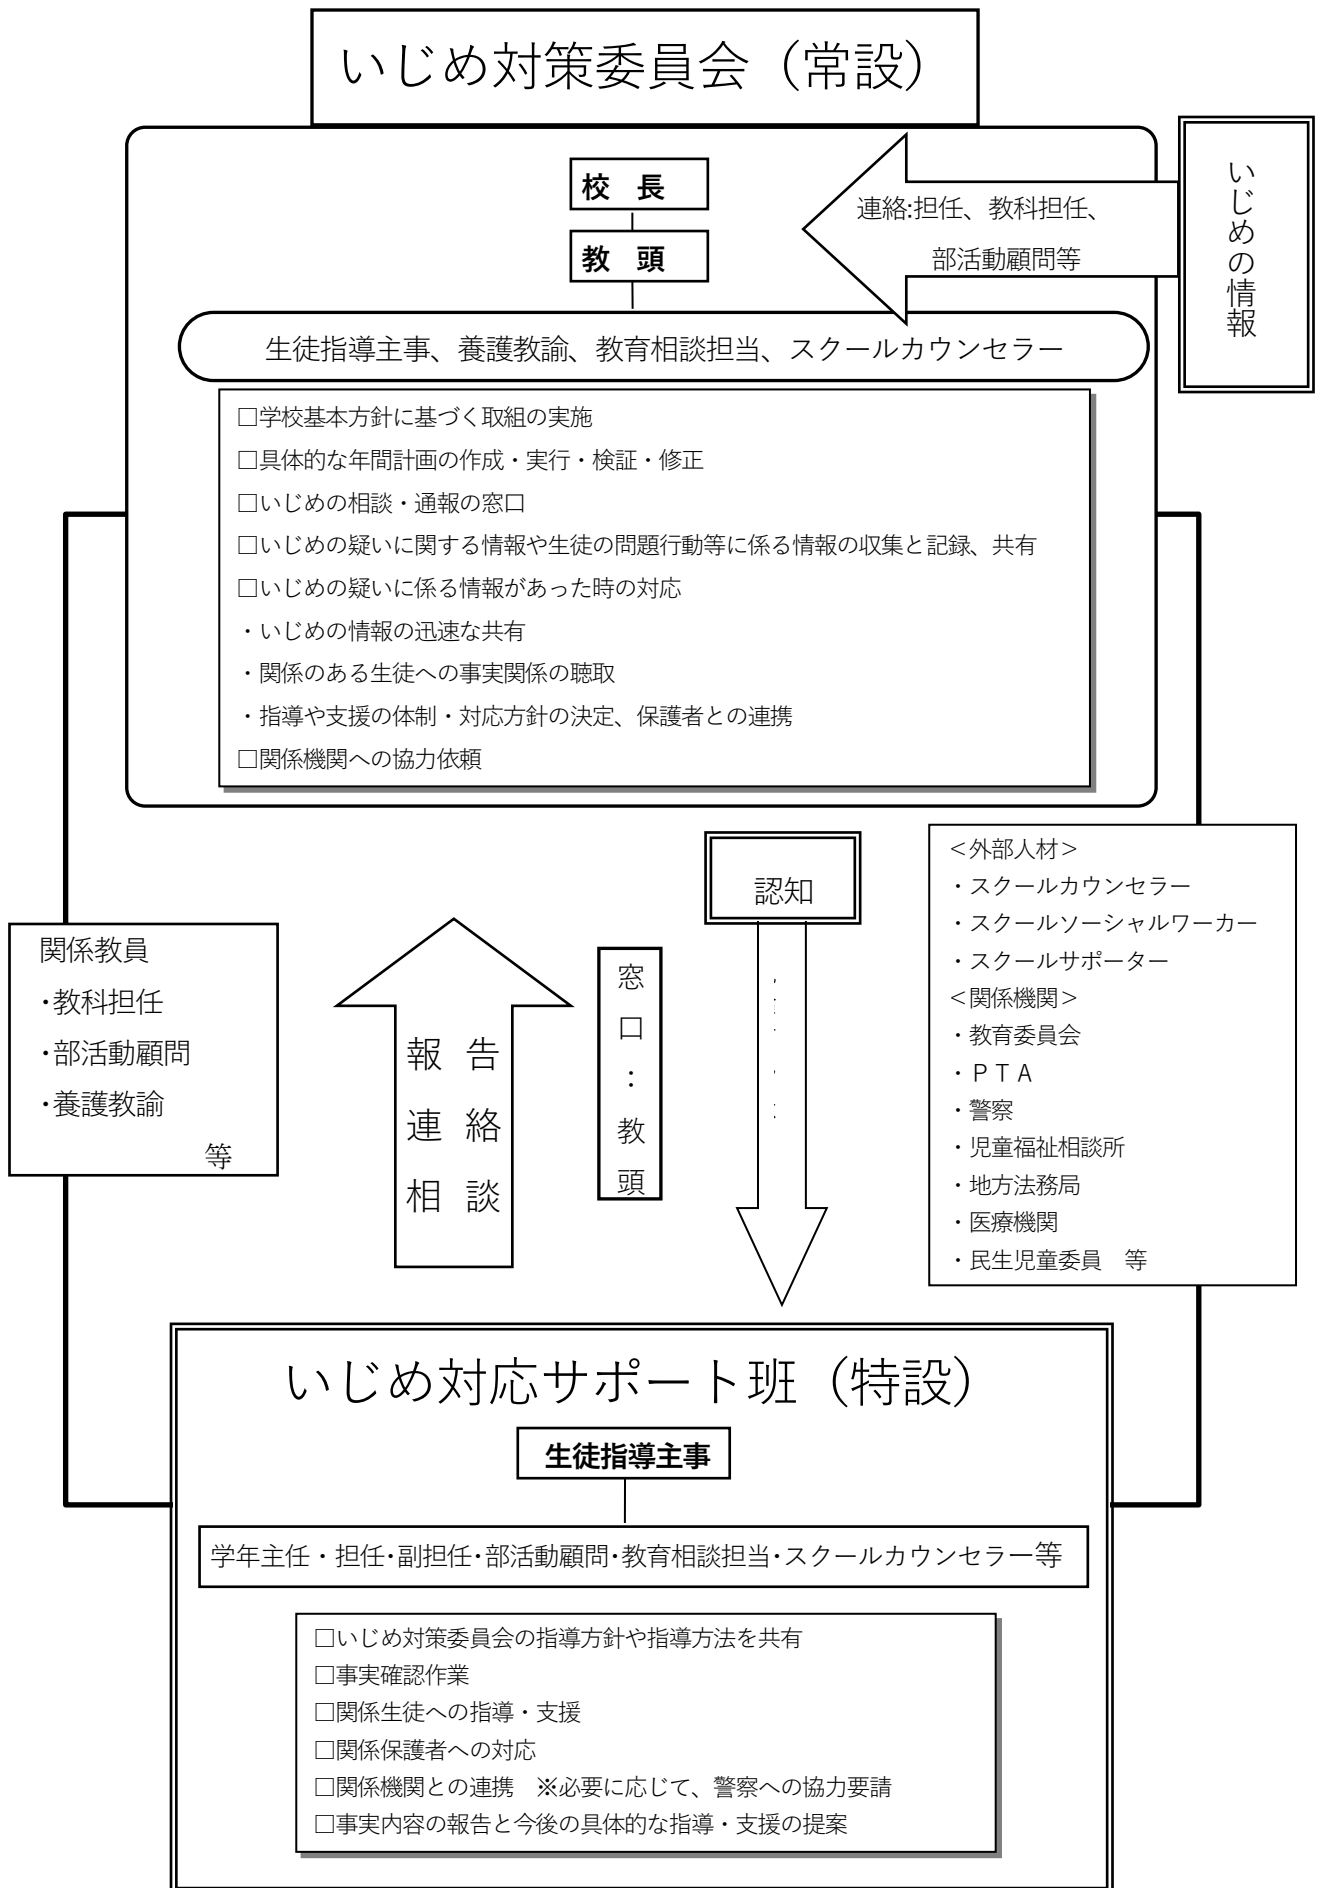 いじめ対策委員会（常設）
校　長
教　頭
連絡:担任、教科担任、
部活動顧問等
いじめの情報
生徒指導主事、養護教諭、教育相談担当、スクールカウンセラー
□学校基本方針に基づく取組の実施
□具体的な年間計画の作成・実行・検証・修正
□いじめの相談・通報の窓口
□いじめの疑いに関する情報や生徒の問題行動等に係る情報の収集と記録、共有
□いじめの疑いに係る情報があった時の対応
・いじめの情報の迅速な共有
・関係のある生徒への事実関係の聴取
・指導や支援の体制・対応方針の決定、保護者との連携
□関係機関への協力依頼
認知
関係教員
・教科担任
・部活動顧問
・養護教諭
等
報　告
連　絡
相　談
窓口：教頭
＜外部人材＞
・スクールカウンセラー
・スクールソーシャルワーカー
・スクールサポーター
＜関係機関＞
・教育委員会
・ＰＴＡ
・警察
・児童福祉相談所
・地方法務局
・医療機関
・民生児童委員　等
いじめ対応サポート班（特設）
生徒指導主事
学年主任・担任・副担任・部活動顧問・教育相談担当・スクールカウンセラー等
□いじめ対策委員会の指導方針や指導方法を共有
□事実確認作業
□関係生徒への指導・支援
□関係保護者への対応
□関係機関との連携　※必要に応じて、警察への協力要請
□事実内容の報告と今後の具体的な指導・支援の提案